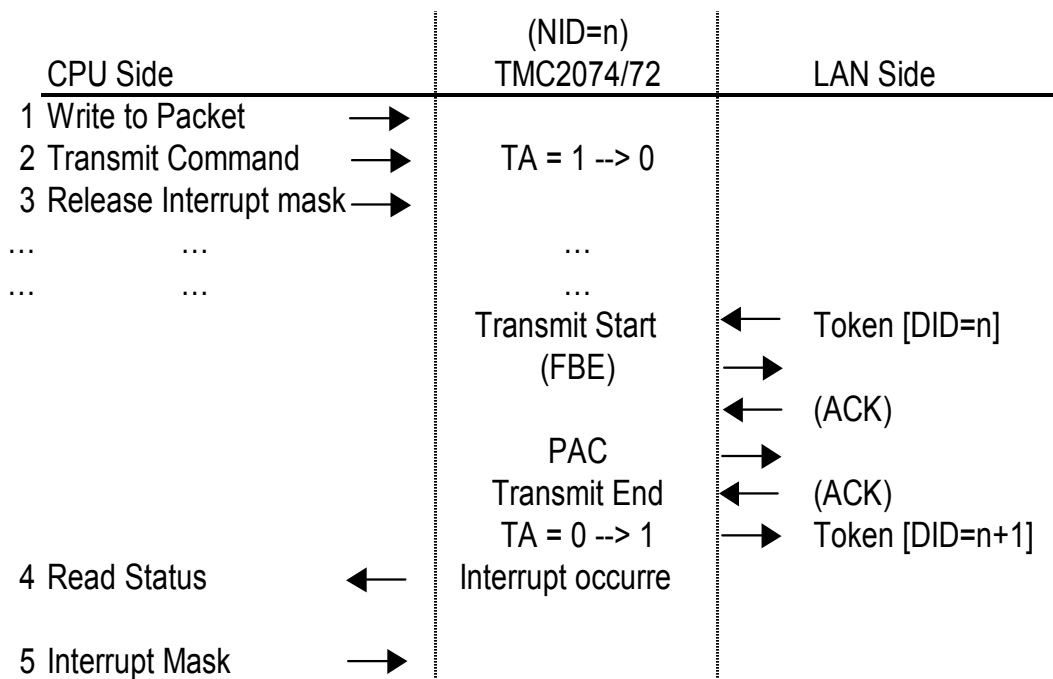 (NID=n)
CPU Side TMC2074/72 LAN Side
1 Write to Packet
2 Transmit Command TA = 1 --> 0
3 Release Interrupt mask
… … …
… … …
Transmit Start Token [DID=n]
(FBE)
(ACK)
PAC
Transmit End (ACK)
TA = 0 --> 1 Token [DID=n+1]
4 Read Status Interrupt occurre
5 Interrupt Mask